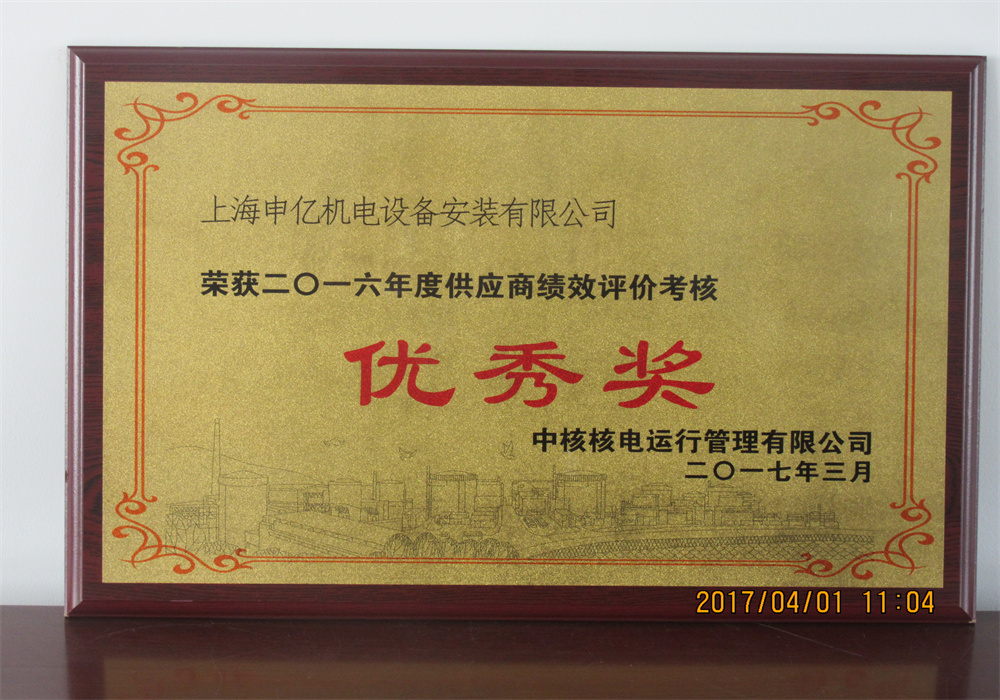 上海申亿机电设备安装有限公司
荣获二〇一六年度供应商绩效评价考核
优秀奖
中核核电运行管理有限公司
二〇一七年三月
2017/04/01 11:04